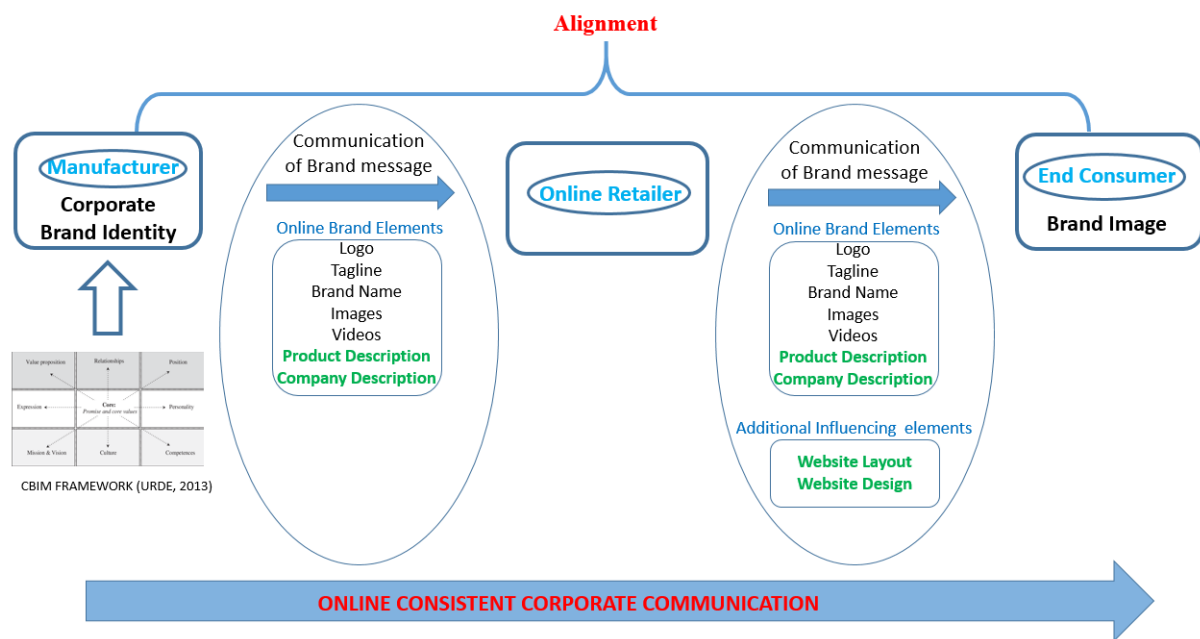 Alignment
Manufacturer
Corporate
Brand Identity
Communication
of Brand message
Online Brand Elements
Logo
Tagline
Brand Name
Images
Videos
Product Description
Company Description
Online Retailer
Communication
of Brand message
Online Brand Elements
Logo
Tagline
Brand Name
Images
Videos
Product Description
Company Description
Additional Influencing elements
Website Layout
Website Design
End Consumer
Brand Image
Value proposition Relationships Position
Expression Core: Personality
Promise and core values
Mission & Vision Culture Competences
CBIM FRAMEWORK (URDE, 2013)
ONLINE CONSISTENT CORPORATE COMMUNICATION